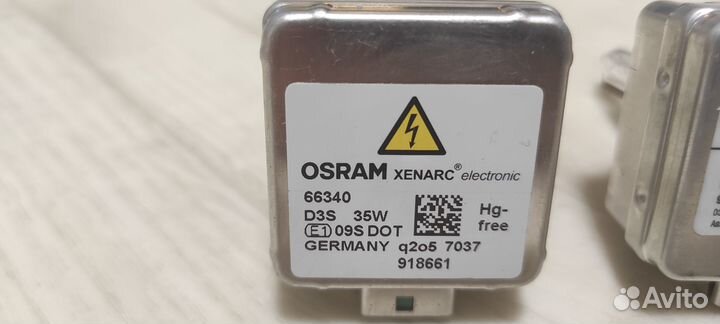 OSRAM XENARC® electronic
66340
D3S 35W
Hg-
free
E1 09S DOT
GERMANY q2o5 7037
918661
Avito